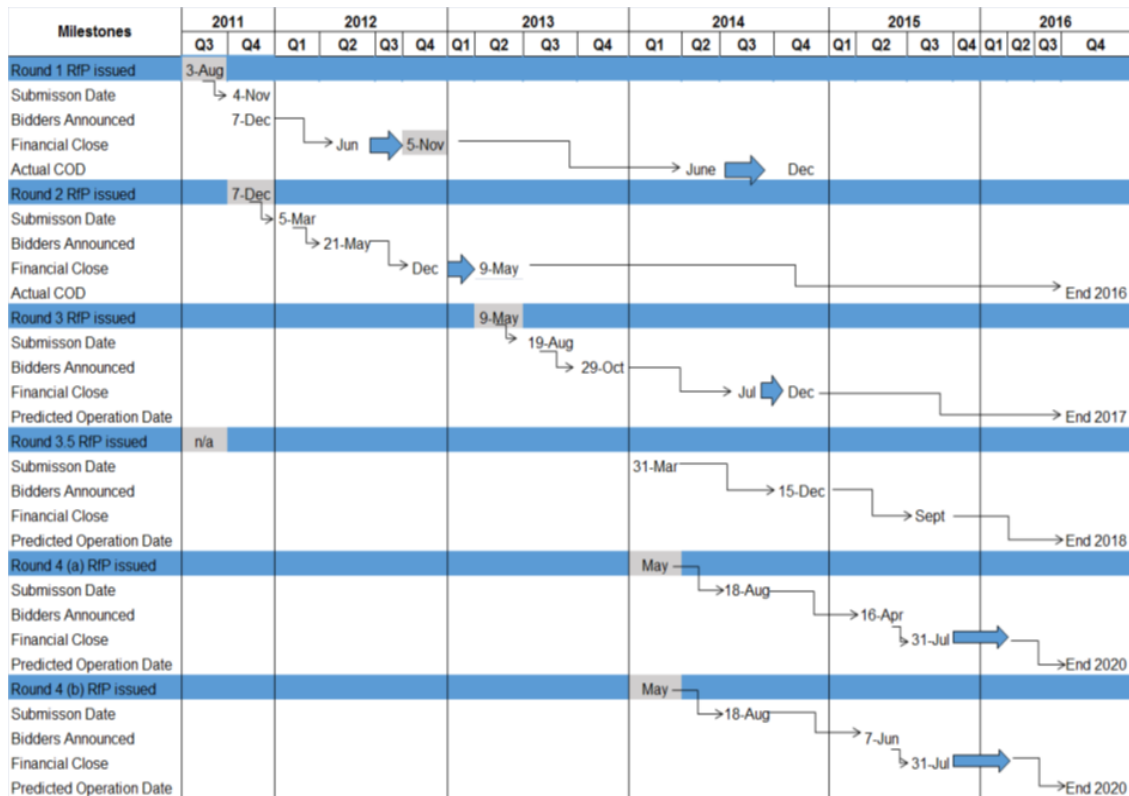 Milestones 2011 2012 2013 2014 2015 2016
Q3 Q4 Q1 Q2 Q3 Q4 Q1 Q2 Q3 Q4 Q1 Q2 Q3 Q4 Q1 Q2 Q3 Q4 Q1 Q2 Q3 Q4
Round 1 RfP issued 3-Aug
Submisson Date 4-Nov
Bidders Announced 7-Dec
Financial Close Jun 5-Nov
Actual COD June Dec
Round 2 RfP issued 7-Dec
Submisson Date 5-Mar
Bidders Announced 21-May
Financial Close Dec 9-May
Actual COD End 2016
Round 3 RfP issued 9-May
Submisson Date 19-Aug
Bidders Announced 29-Oct
Financial Close Jul Dec
Predicted Operation Date End 2017
Round 3.5 RfP issued n/a
Submisson Date 31-Mar
Bidders Announced 15-Dec
Financial Close Sept
Predicted Operation Date End 2018
Round 4 (a) RfP issued May
Submisson Date 18-Aug
Bidders Announced 16-Apr
Financial Close 31-Jul
Predicted Operation Date End 2020
Round 4 (b) RfP issued May
Submisson Date 18-Aug
Bidders Announced 7-Jun
Financial Close 31-Jul
Predicted Operation Date End 2020